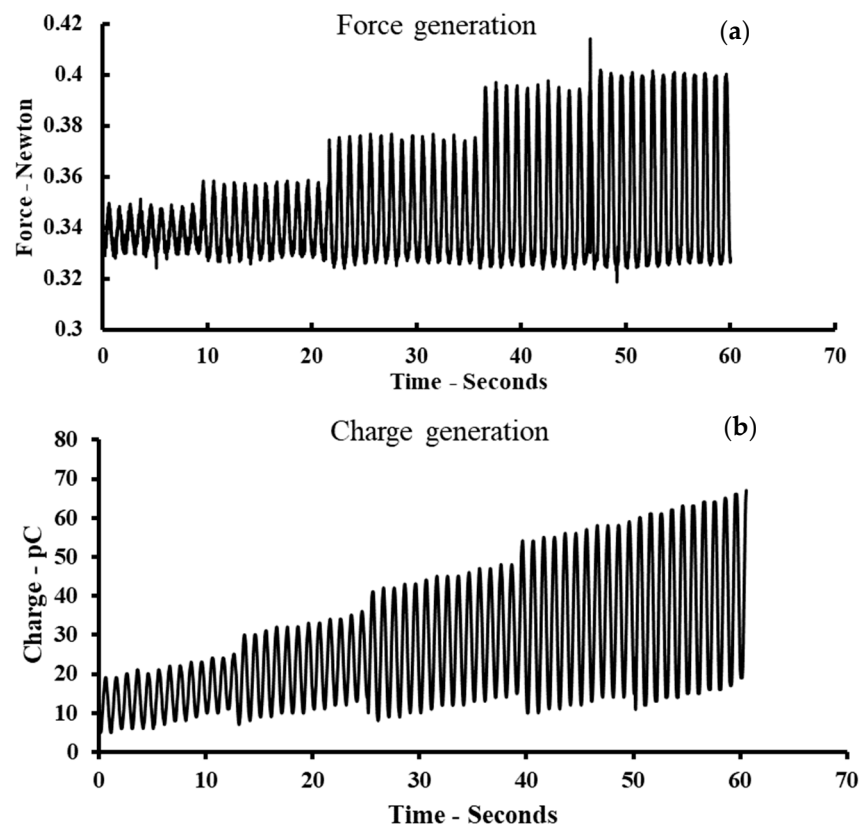 Force generation
(a)
0.42
0.4
0.38
0.36
0.34
0.32
0.3
Force - Newton
0 10 20 30 40 50 60 70
Time - Seconds
Charge generation
(b)
80
70
60
50
40
30
20
10
0
Charge - pC
0 10 20 30 40 50 60 70
Time - Seconds